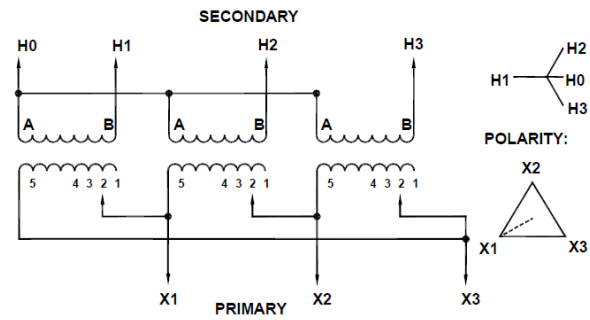 SECONDARY
H0 H1 H2 H3
H2
H1 H0
H3
A B A B A B
POLARITY:
5 4 3 2 1 5 4 3 2 1 5 4 3 2 1
X2
X1 X3
X1 X2 X3
PRIMARY